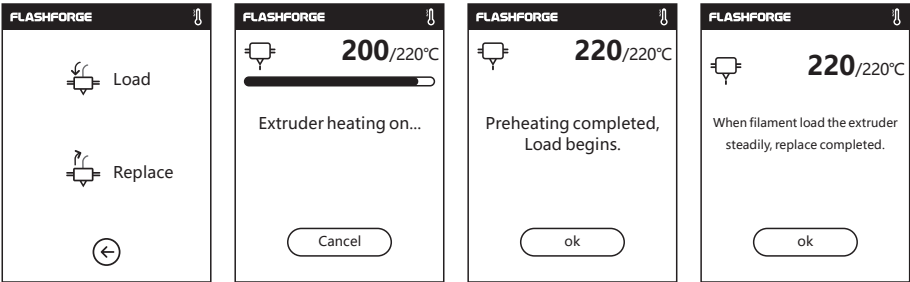 FLASHFORGE
Load
Replace
FLASHFORGE
200/220℃
Extruder heating on...
Cancel
FLASHFORGE
220/220℃
Preheating completed,
Load begins.
ok
FLASHFORGE
220/220℃
When filament load the extruder
steadily, replace completed.
ok